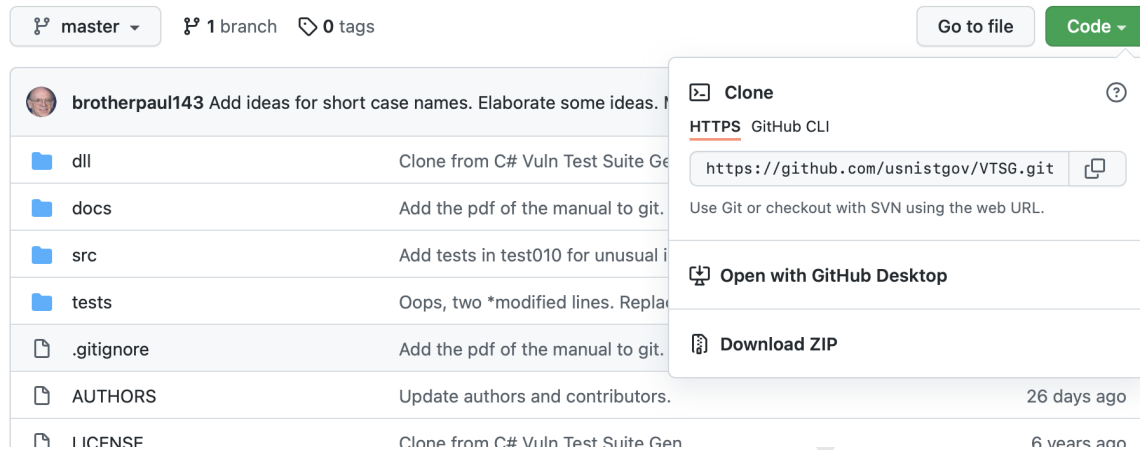 master 1 branch 0 tags Go to file Code
brotherpaul143 Add ideas for short case names. Elaborate some ideas.
Clone
HTTPS GitHub CLI
https://github.com/usnistgov/VTSG.git
Use Git or checkout with SVN using the web URL.
Open with GitHub Desktop
Download ZIP
dll Clone from C# Vuln Test Suite Ge
docs Add the pdf of the manual to git.
src Add tests in test010 for unusual i
tests Oops, two *modified lines. Repla
.gitignore Add the pdf of the manual to git.
AUTHORS Update authors and contributors. 26 days ago
LICENSE Clone from C# Vuln Test Suite Gen 6 years ago